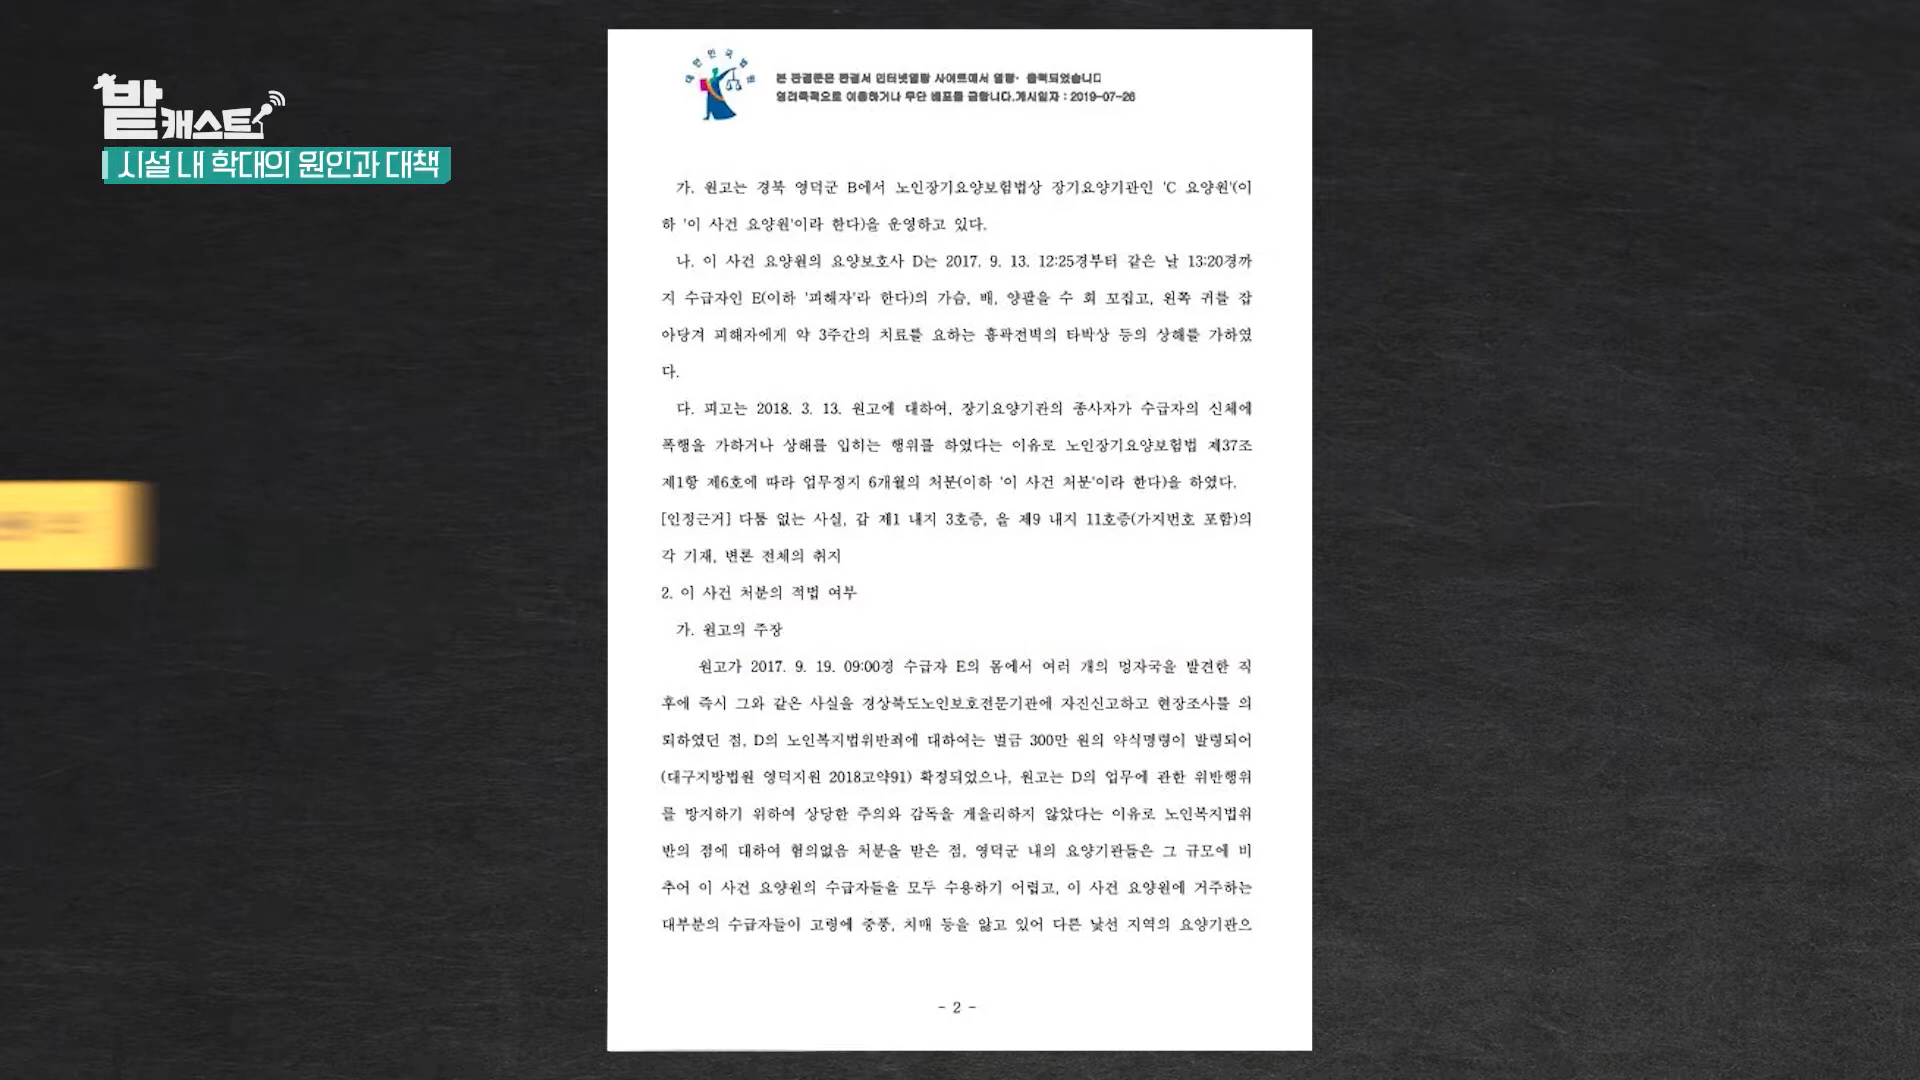 밭캐스트
시설 내 학대의 원인과 대책
대한민국법원
본 판결문은 판결서 인터넷열람 사이트에서 열람· 출력되었습니다
영리목적으로 이용하거나 무단 배포를 금합니다.게시일자 : 2019-07-26
가. 원고는 경북 영덕군 B에서 노인장기요양보험법상 장기요양기관인 'C 요양원'(이
하 '이 사건 요양원'이라 한다)을 운영하고 있다.
나. 이 사건 요양원의 요양보호사 D는 2017. 9. 13. 12:25경부터 같은 날 13:20경까
지 수급자인 E(이하 '피해자'라 한다)의 가슴, 배, 양팔을 수 회 꼬집고, 왼쪽 귀를 잡
아당겨 피해자에게 약 3주간의 치료를 요하는 흉곽전벽의 타박상 등의 상해를 가하였
다.
다. 피고는 2018. 3. 13. 원고에 대하여, 장기요양기관의 종사자가 수급자의 신체에
폭행을 가하거나 상해를 입히는 행위를 하였다는 이유로 노인장기요양보험법 제37조
제1항 제6호에 따라 업무정지 6개월의 처분(이하 '이 사건 처분'이라 한다)을 하였다.
[인정근거] 다툼 없는 사실, 갑 제1 내지 3호증, 을 제9 내지 11호증(가지번호 포함)의
각 기재, 변론 전체의 취지
2. 이 사건 처분의 적법 여부
가. 원고의 주장
원고가 2017. 9. 19. 09:00경 수급자 E의 몸에서 여러 개의 멍자국을 발견한 직
후에 즉시 그와 같은 사실을 경상북도노인보호전문기관에 자진신고하고 현장조사를 의
뢰하였던 점, D의 노인복지법위반죄에 대하여는 벌금 300만 원의 약식명령이 발령되어
(대구지방법원 영덕지원 2018고약91) 확정되었으나, 원고는 D의 업무에 관한 위반행위
를 방지하기 위하여 상당한 주의와 감독을 게을리하지 않았다는 이유로 노인복지법위
반의 점에 대하여 혐의없음 처분을 받은 점, 영덕군 내의 요양기관들은 그 규모에 비
추어 이 사건 요양원의 수급자들을 모두 수용하기 어렵고, 이 사건 요양원에 거주하는
대부분의 수급자들이 고령에 중풍, 치매 등을 앓고 있어 다른 낯선 지역의 요양기관으
- 2 -